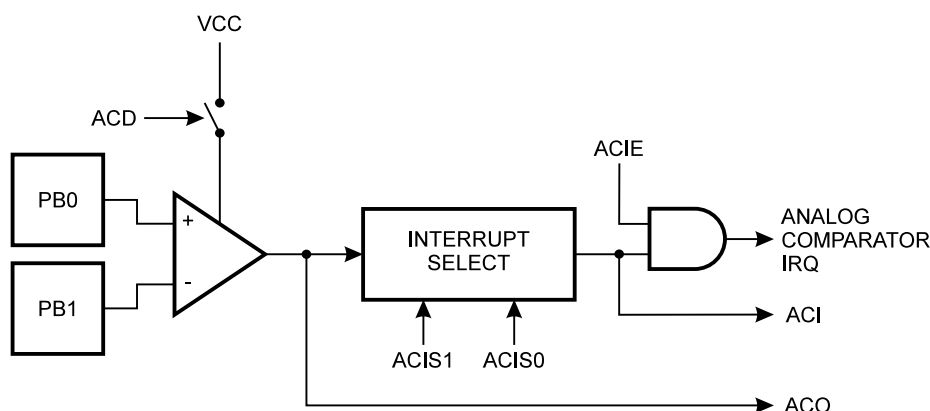 VCC
ACD
ACIE
PB0
+
INTERRUPT
SELECT
ANALOG
COMPARATOR
IRQ
PB1
-
ACI
ACIS1
ACIS0
ACO